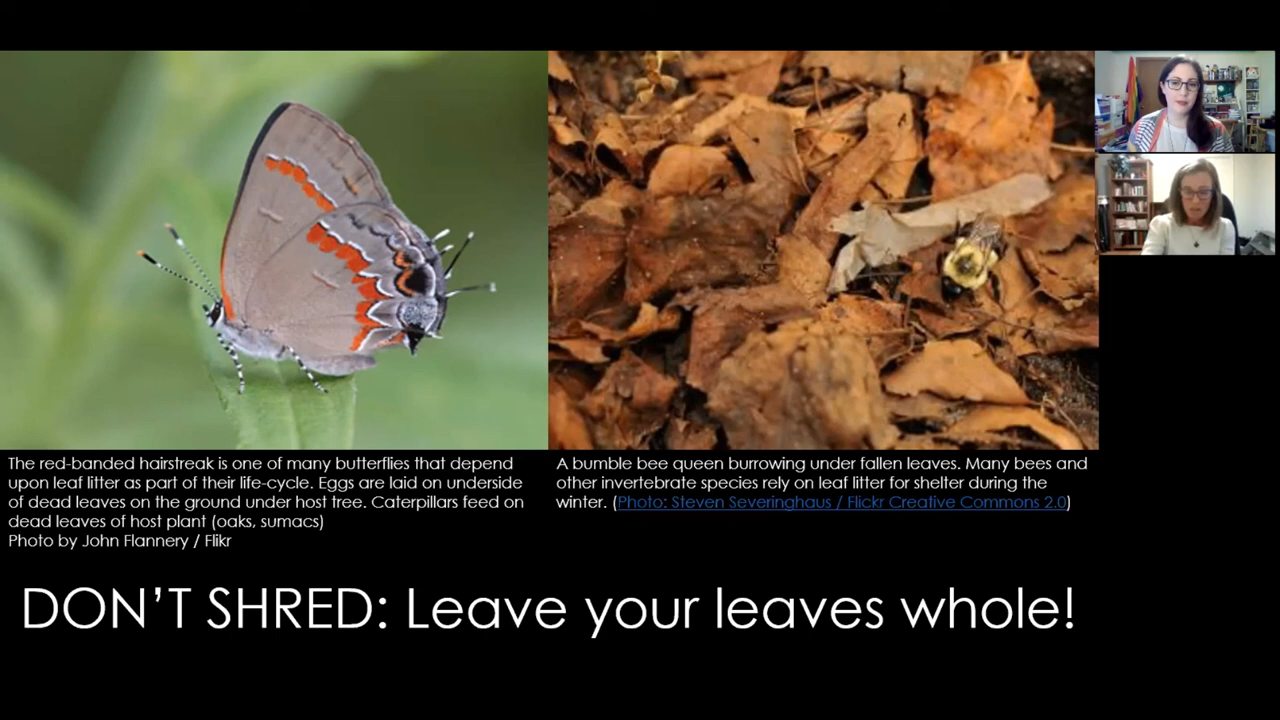 The red-banded hairstreak is one of many butterflies that depend
upon leaf litter as part of their life-cycle. Eggs are laid on underside
of dead leaves on the ground under host tree. Caterpillars feed on
dead leaves of host plant (oaks, sumacs)
Photo by John Flannery / Flikr
A bumble bee queen burrowing under fallen leaves. Many bees and
other invertebrate species rely on leaf litter for shelter during the
winter. (Photo: Steven Severinghaus / Flickr Creative Commons 2.0)
DON'T SHRED: Leave your leaves whole!